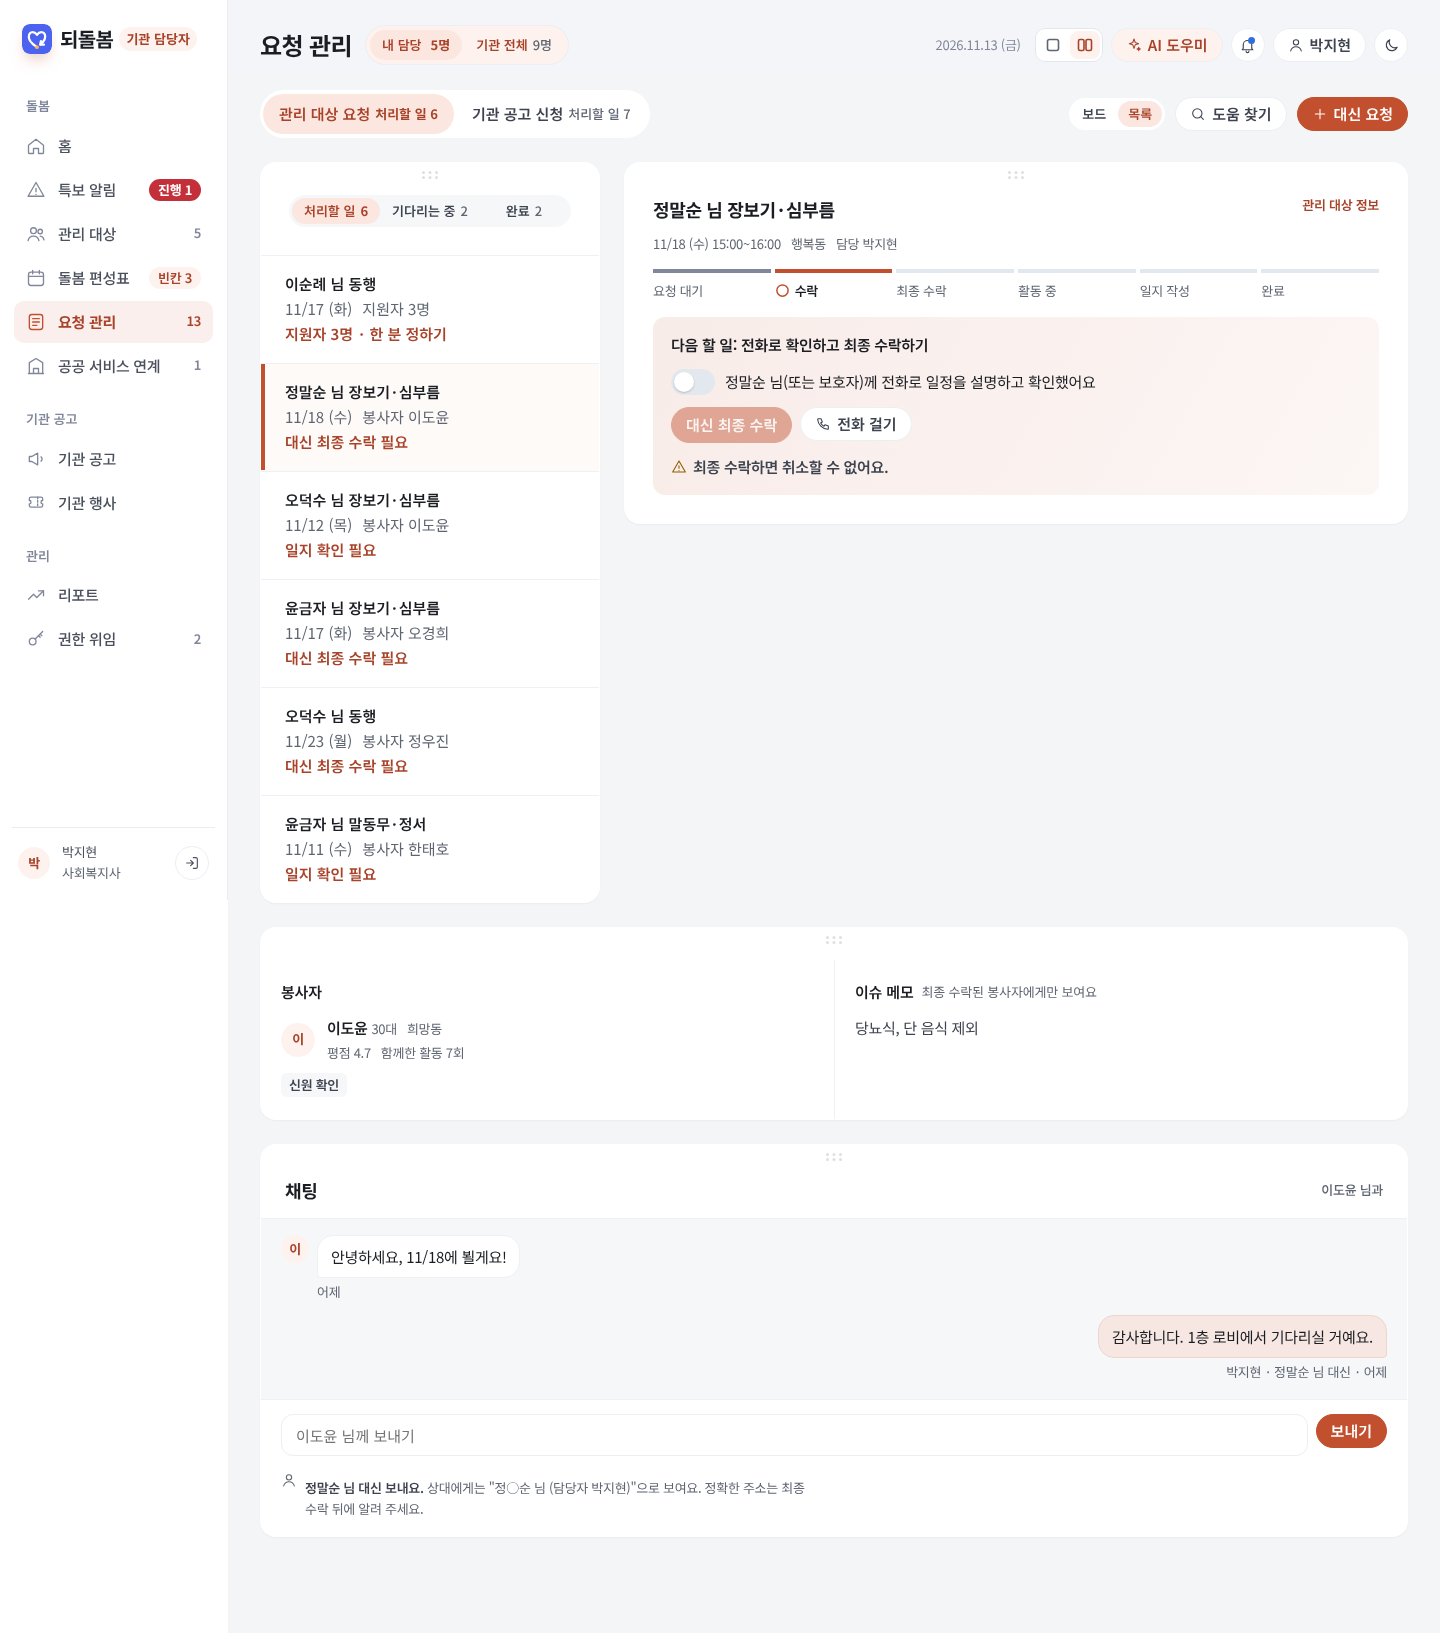 되돌봄 기관 담당자
돌봄
홈
특보 알림 진행 1
관리 대상 5
돌봄 편성표 빈칸 3
요청 관리 13
공공 서비스 연계 1
기관 공고
기관 공고
기관 행사
관리
리포트
권한 위임 2
박 박지현
사회복지사
요청 관리 내 담당 5명 기관 전체 9명
2026.11.13 (금) AI 도우미 박지현
관리 대상 요청 처리할 일 6 기관 공고 신청 처리할 일 7
보드 목록 도움 찾기 대신 요청
처리할 일 6 기다리는 중 2 완료 2
이순례 님 동행
11/17 (화) 지원자 3명
지원자 3명 · 한 분 정하기
정말순 님 장보기·심부름
11/18 (수) 봉사자 이도윤
대신 최종 수락 필요
오덕수 님 장보기·심부름
11/12 (목) 봉사자 이도윤
일지 확인 필요
윤금자 님 장보기·심부름
11/17 (화) 봉사자 오경희
대신 최종 수락 필요
오덕수 님 동행
11/23 (월) 봉사자 정우진
대신 최종 수락 필요
윤금자 님 말동무·정서
11/11 (수) 봉사자 한태호
일지 확인 필요
정말순 님 장보기·심부름 관리 대상 정보
11/18 (수) 15:00~16:00 행복동 담당 박지현
요청 대기 수락 최종 수락 활동 중 일지 작성 완료
다음 할 일: 전화로 확인하고 최종 수락하기
정말순 님(또는 보호자)께 전화로 일정을 설명하고 확인했어요
대신 최종 수락 전화 걸기
최종 수락하면 취소할 수 없어요.
봉사자
이 이도윤 30대 희망동
평점 4.7 함께한 활동 7회
신원 확인
이슈 메모 최종 수락된 봉사자에게만 보여요
당뇨식, 단 음식 제외
채팅 이도윤 님과
이 안녕하세요, 11/18에 뵐게요!
어제
감사합니다. 1층 로비에서 기다리실 거예요.
박지현 · 정말순 님 대신 · 어제
이도윤 님께 보내기 보내기
정말순 님 대신 보내요. 상대에게는 "정○순 님 (담당자 박지현)"으로 보여요. 정확한 주소는 최종
수락 뒤에 알려 주세요.